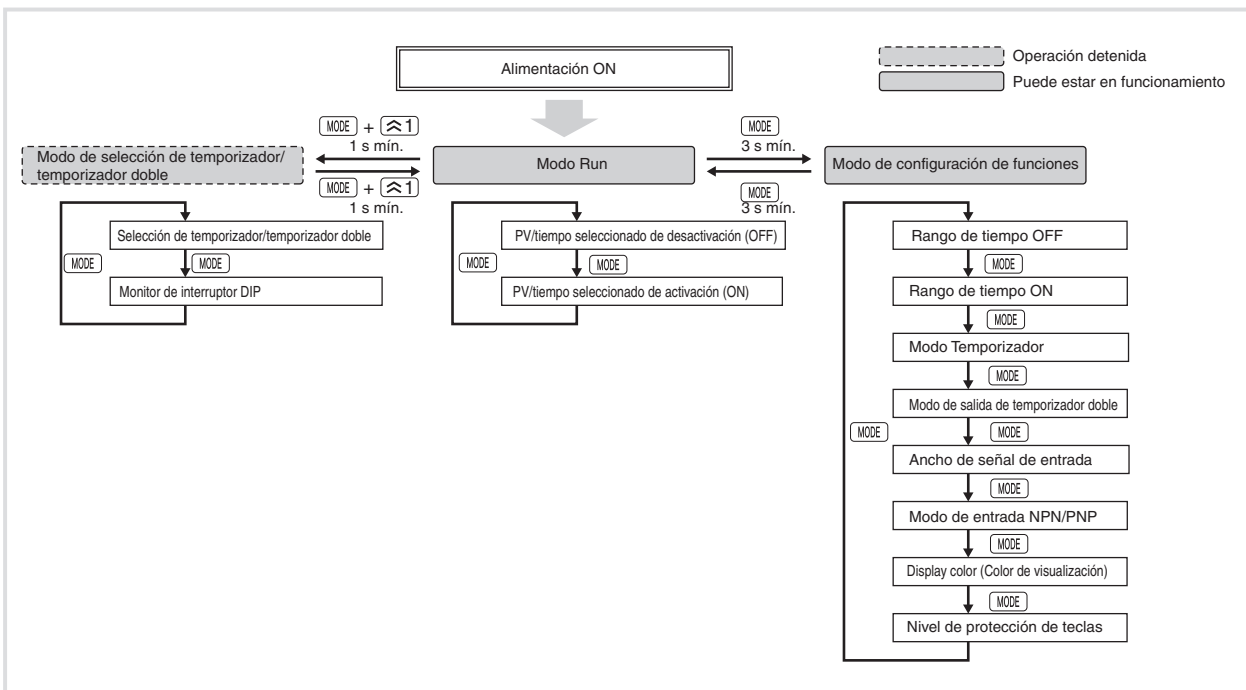 Alimentación ON
Operación detenida
Puede estar en funcionamiento
MODE + 1
1 s mín.
MODE
3 s mín.
Modo de selección de temporizador/
temporizador doble
Modo Run
Modo de configuración de funciones
MODE + 1
1 s mín.
MODE
3 s mín.
Selección de temporizador/temporizador doble
MODE
MODE
Monitor de interruptor DIP
PV/tiempo seleccionado de desactivación (OFF)
MODE
MODE
PV/tiempo seleccionado de activación (ON)
Rango de tiempo OFF
MODE
Rango de tiempo ON
MODE
Modo Temporizador
MODE
Modo de salida de temporizador doble
MODE
MODE
Ancho de señal de entrada
MODE
Modo de entrada NPN/PNP
MODE
Display color (Color de visualización)
MODE
Nivel de protección de teclas